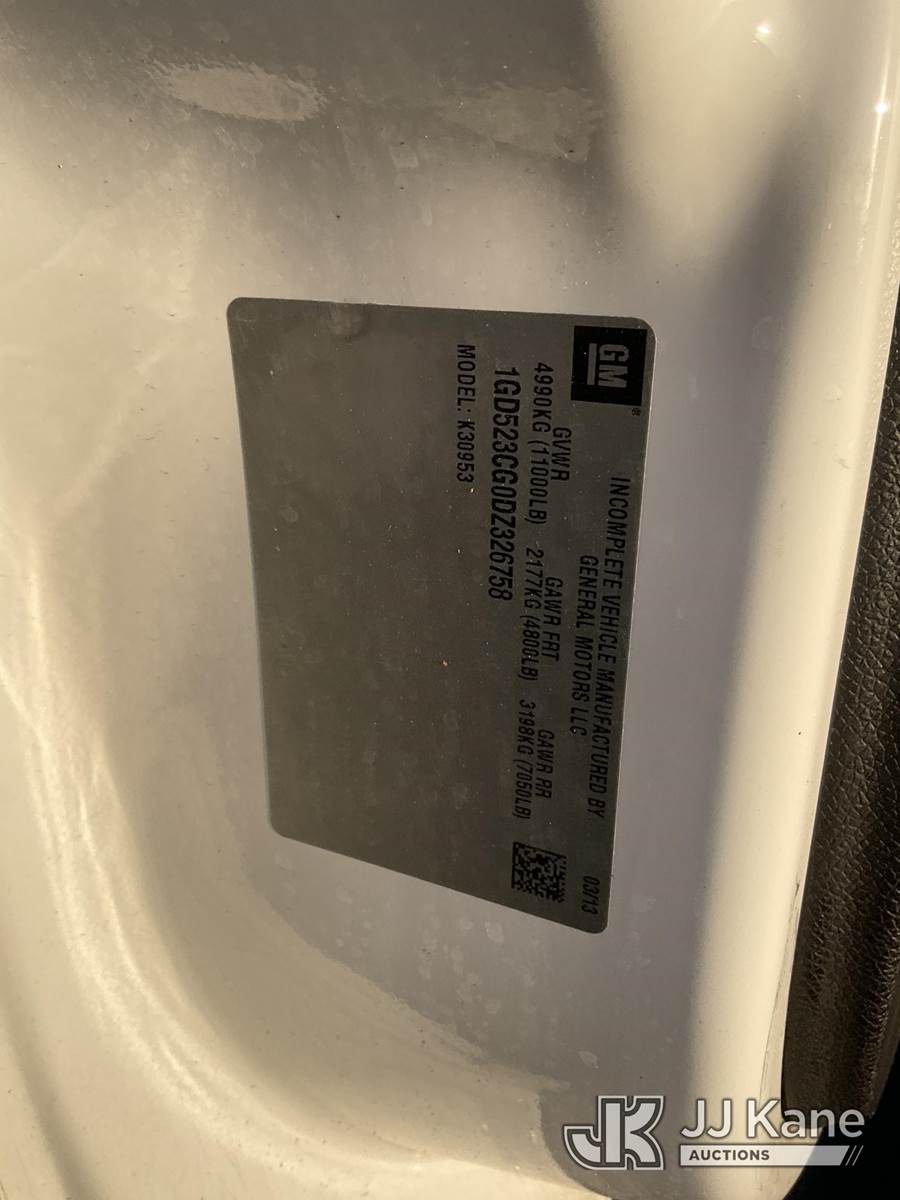 GM
INCOMPLETE VEHICLE MANUFACTURED BY
GENERAL MOTORS LLC
03/13
GVWR GAWR FRT GAWR RR
4990KG (11000LB) 2177KG (4800LB) 3198KG (7050LB)
1GD523CG0DZ326758
MODEL: K30953
JK JJ Kane
AUCTIONS